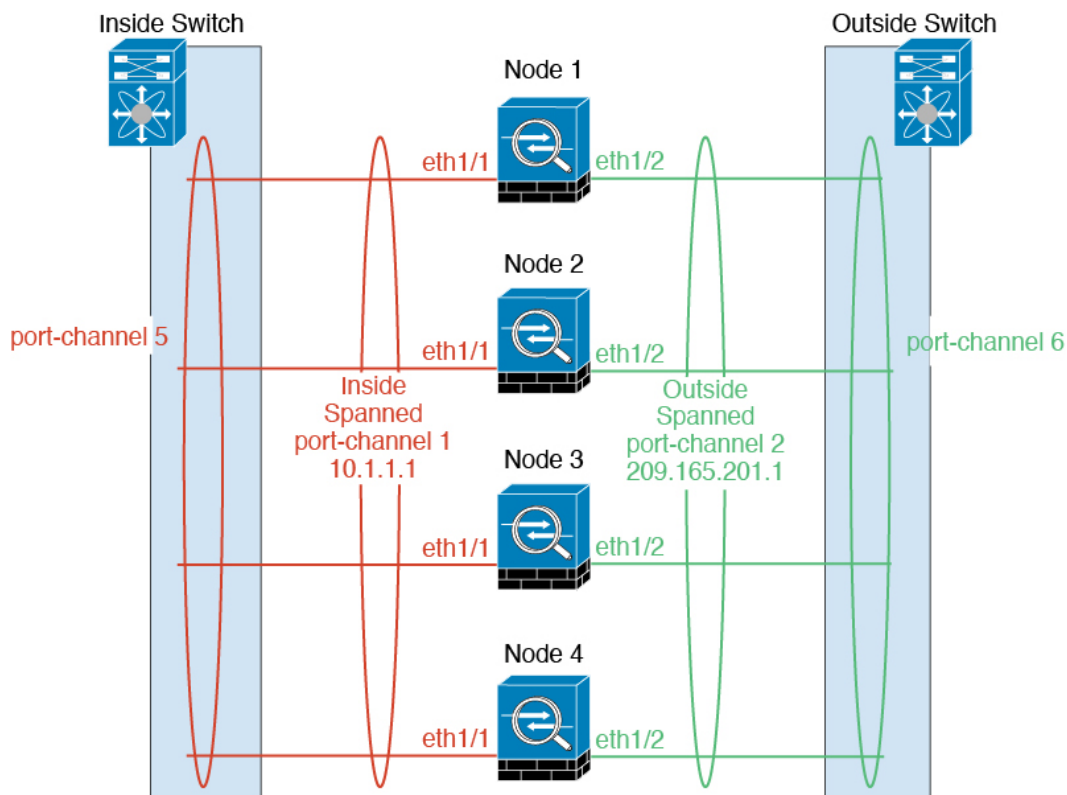 Inside Switch
Outside Switch
Node 1
eth1/1
eth1/2
Node 2
port-channel 5
eth1/1
eth1/2
port-channel 6
Inside
Spanned
port-channel 1
10.1.1.1
Outside
Spanned
port-channel 2
209.165.201.1
Node 3
eth1/1
eth1/2
Node 4
eth1/1
eth1/2